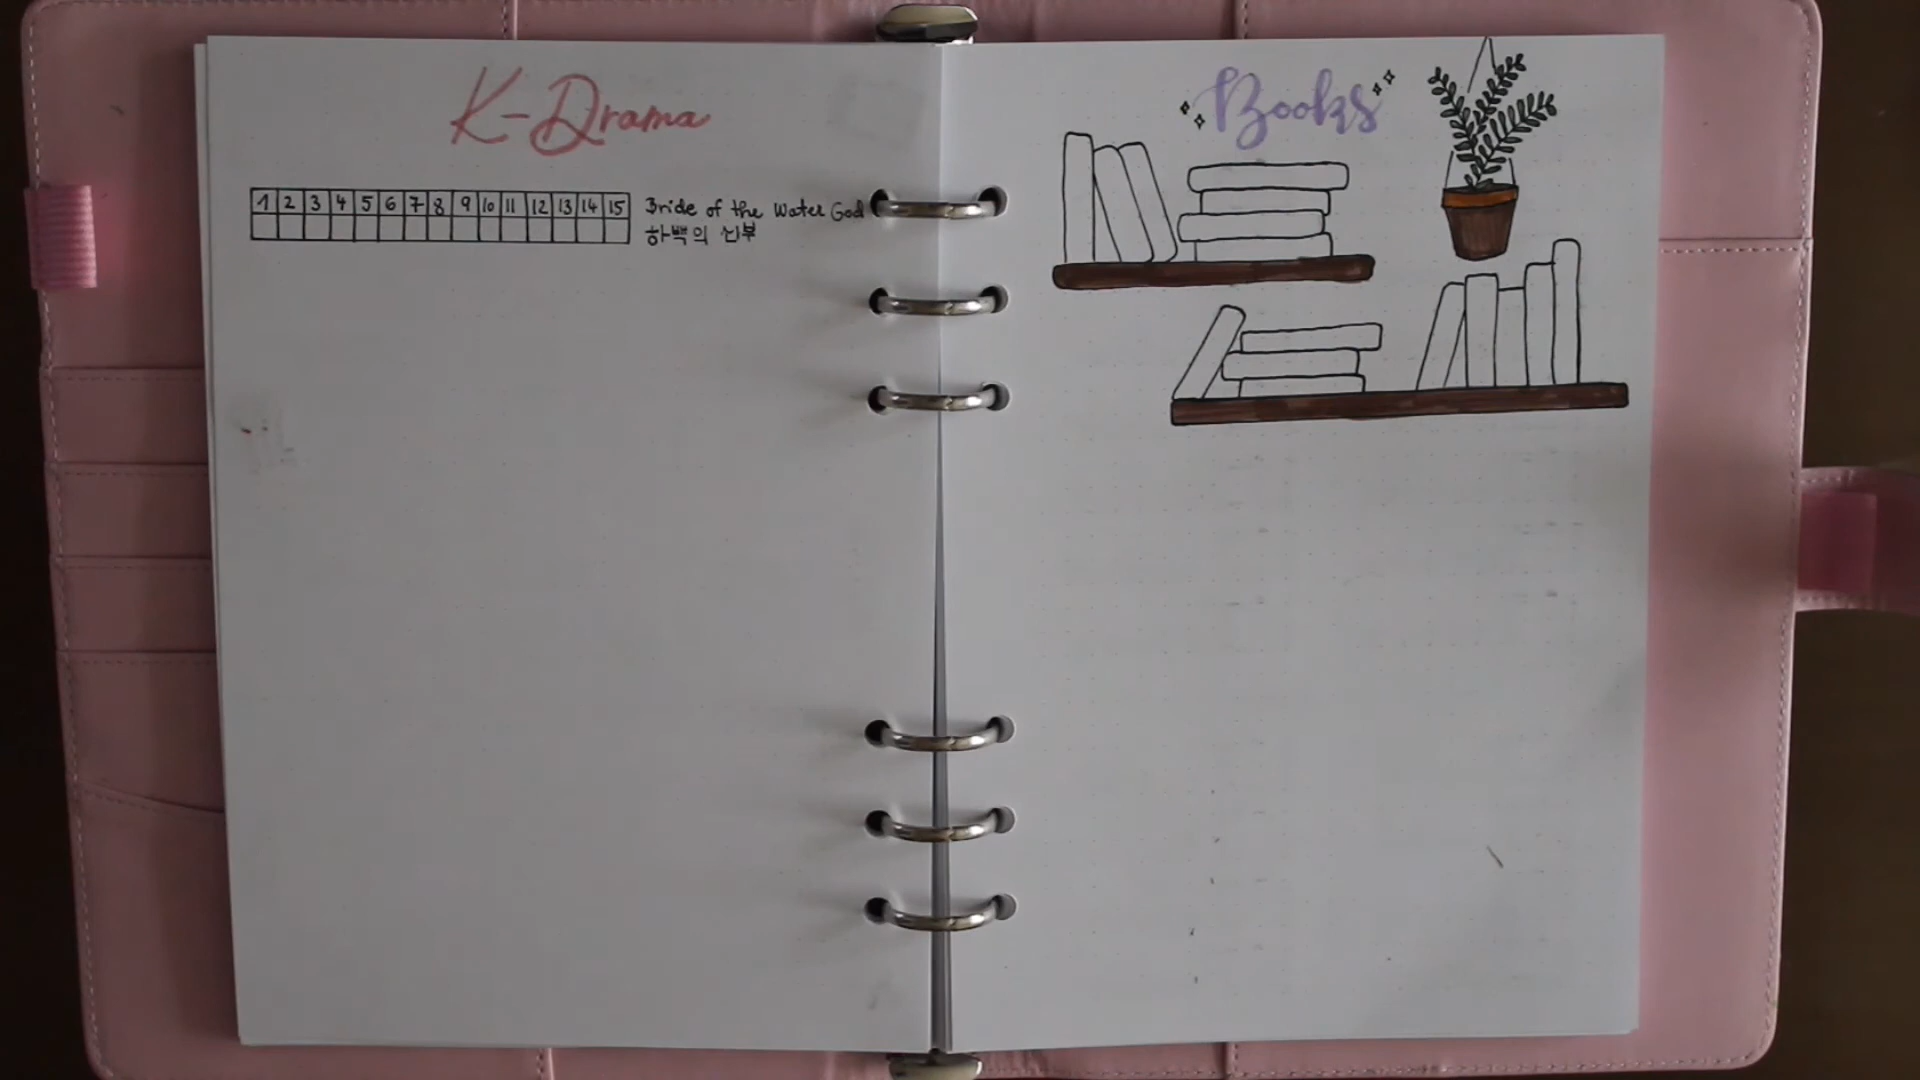 K-Drama
1 2 3 4 5 6 7 8 9 10 11 12 13 14 15
Bride of the Water God
하백의 신부
Books